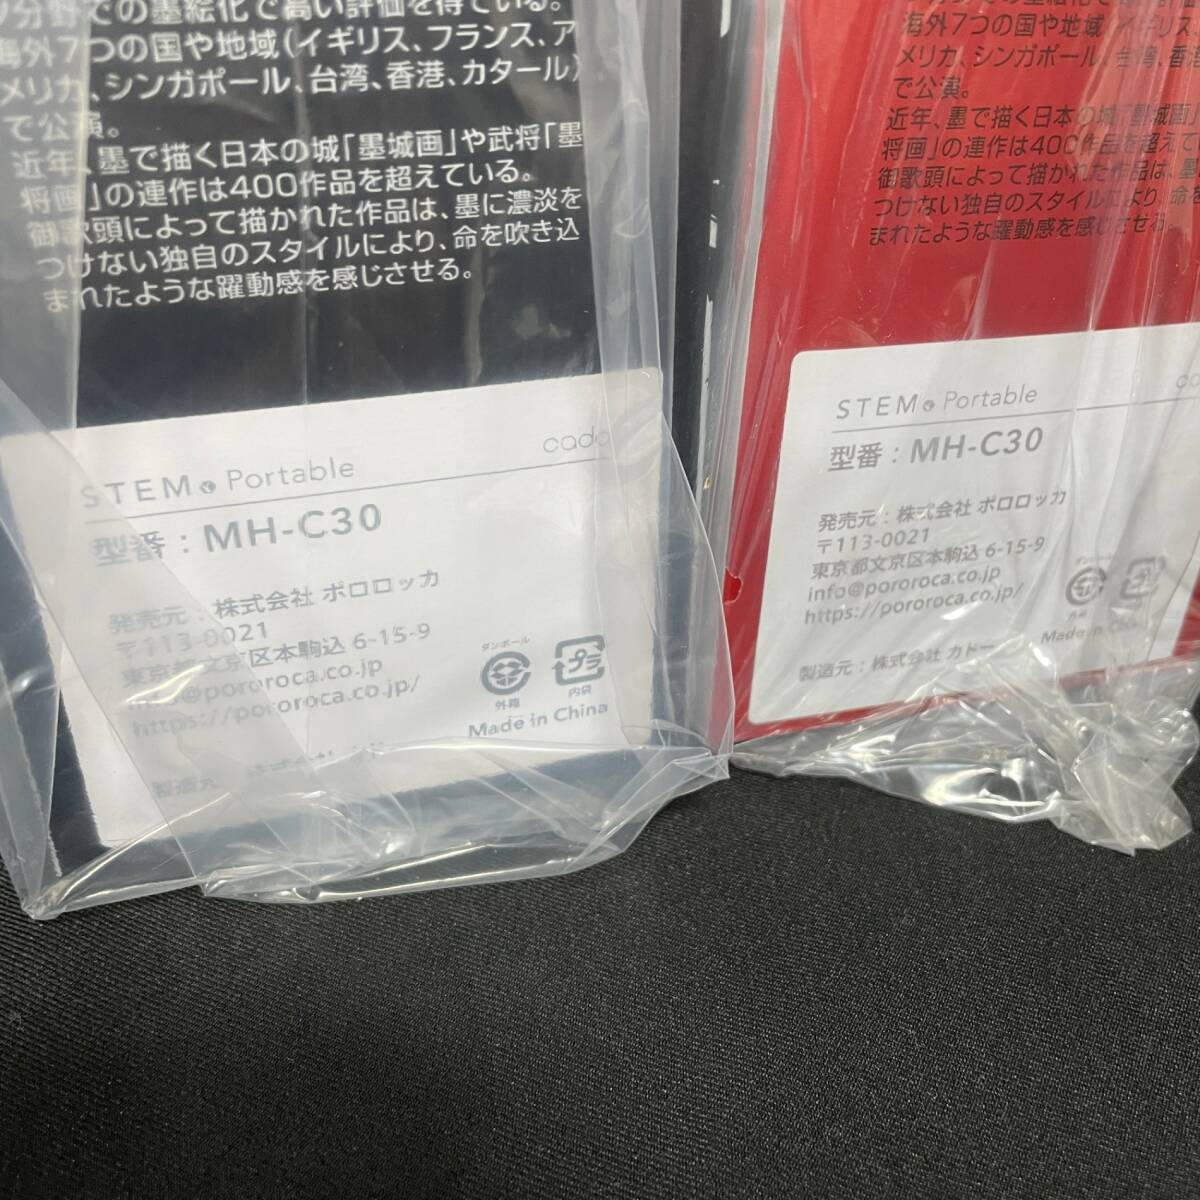 分野での墨絵化で高い評価を得ている。
海外7つの国や地域(イギリス、フランス、ア
メリカ、シンガポール、台湾、香港、カタール)
で公演。
近年、墨で描く日本の城「墨城画」や武将「墨
将画」の連作は400作品を超えている。
御歌頭によって描かれた作品は、墨に濃淡を
つけない独自のスタイルにより、命を吹き込
まれたような躍動感を感じさせる。
STEM Portable
cado
型番：MH-C30
発売元：株式会社 ポロロッカ
〒113-0021
東京都文京区本駒込 6-15-9
info@pororoca.co.jp
https://pororoca.co.jp/
ダンボール
外箱
プラ
内袋
Made in China
製造元
海外7つの国や地域(イギリス
メリカ、シンガポール、台湾、香
で公演。
近年、墨で描く日本の城「墨城画」
将画」の連作は400作品を超えて
御歌頭によって描かれた作品は、墨
つけない独自のスタイルにより、命を
まれたような躍動感を感じさせる。
STEM Portable
型番：MH-C30
発売元：株式会社 ポロロッカ
〒113-0021
東京都文京区本駒込 6-15-9
info@pororoca.co.jp
https://pororoca.co.jp/
外箱
Made in China
製造元：株式会社 カドー